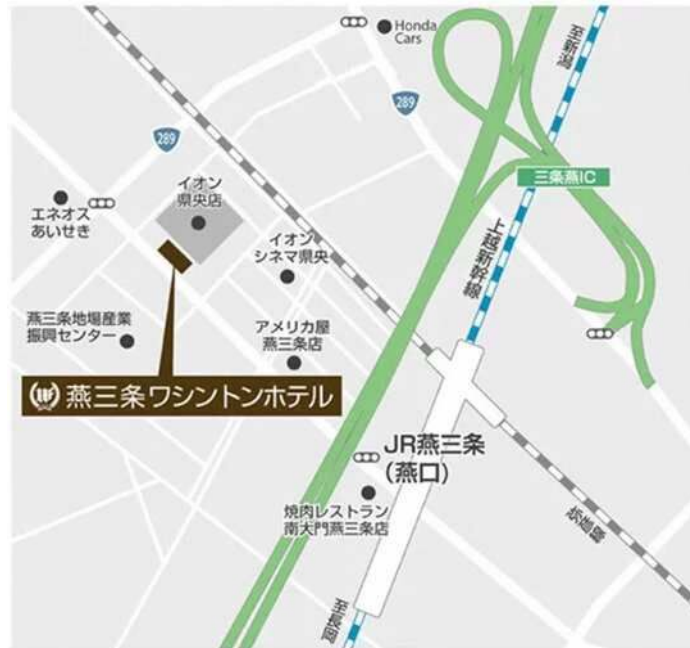 Honda
Cars
至新潟
289
289
三条燕IC
イオン
県央店
エネオス
あいせき
イオン
シネマ県央
上越新幹線
燕三条地場産業
振興センター
アメリカ屋
燕三条店
燕三条ワシントンホテル
JR燕三条
(燕口)
焼肉レストラン
南大門燕三条店
弥彦線
至長岡